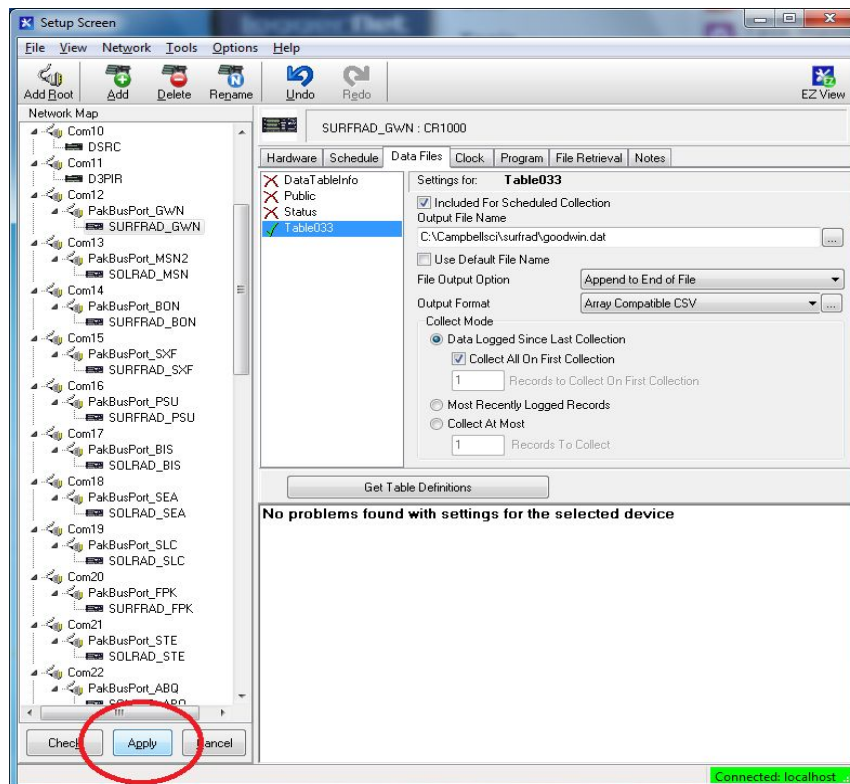 Setup Screen
File View Network Tools Options Help
Add Root Add Delete Rename Undo Redo EZ View
Network Map
Com10
DSRC
Com11
D3PIR
Com12
PakBusPort_GWN
SURFRAD_GWN
Com13
PakBusPort_MSN2
SOLRAD_MSN
Com14
PakBusPort_BON
SURFRAD_BON
Com15
PakBusPort_SXF
SURFRAD_SXF
Com16
PakBusPort_PSU
SURFRAD_PSU
Com17
PakBusPort_BIS
SOLRAD_BIS
Com18
PakBusPort_SEA
SOLRAD_SEA
Com19
PakBusPort_SLC
SOLRAD_SLC
Com20
PakBusPort_FPK
SURFRAD_FPK
Com21
PakBusPort_STE
SOLRAD_STE
Com22
PakBusPort_ABQ
Check Apply Cancel
SURFRAD_GWN : CR1000
Hardware Schedule Data Files Clock Program File Retrieval Notes
DataTableInfo
Public
Status
Table033
Settings for: Table033
Included For Scheduled Collection
Output File Name
C:\Campbellsci\surfrad\goodwin.dat ...
Use Default File Name
File Output Option Append to End of File
Output Format Array Compatible CSV ...
Collect Mode
Data Logged Since Last Collection
Collect All On First Collection
1 Records to Collect On First Collection
Most Recently Logged Records
Collect At Most
1 Records To Collect
Get Table Definitions
No problems found with settings for the selected device
Connected: localhost